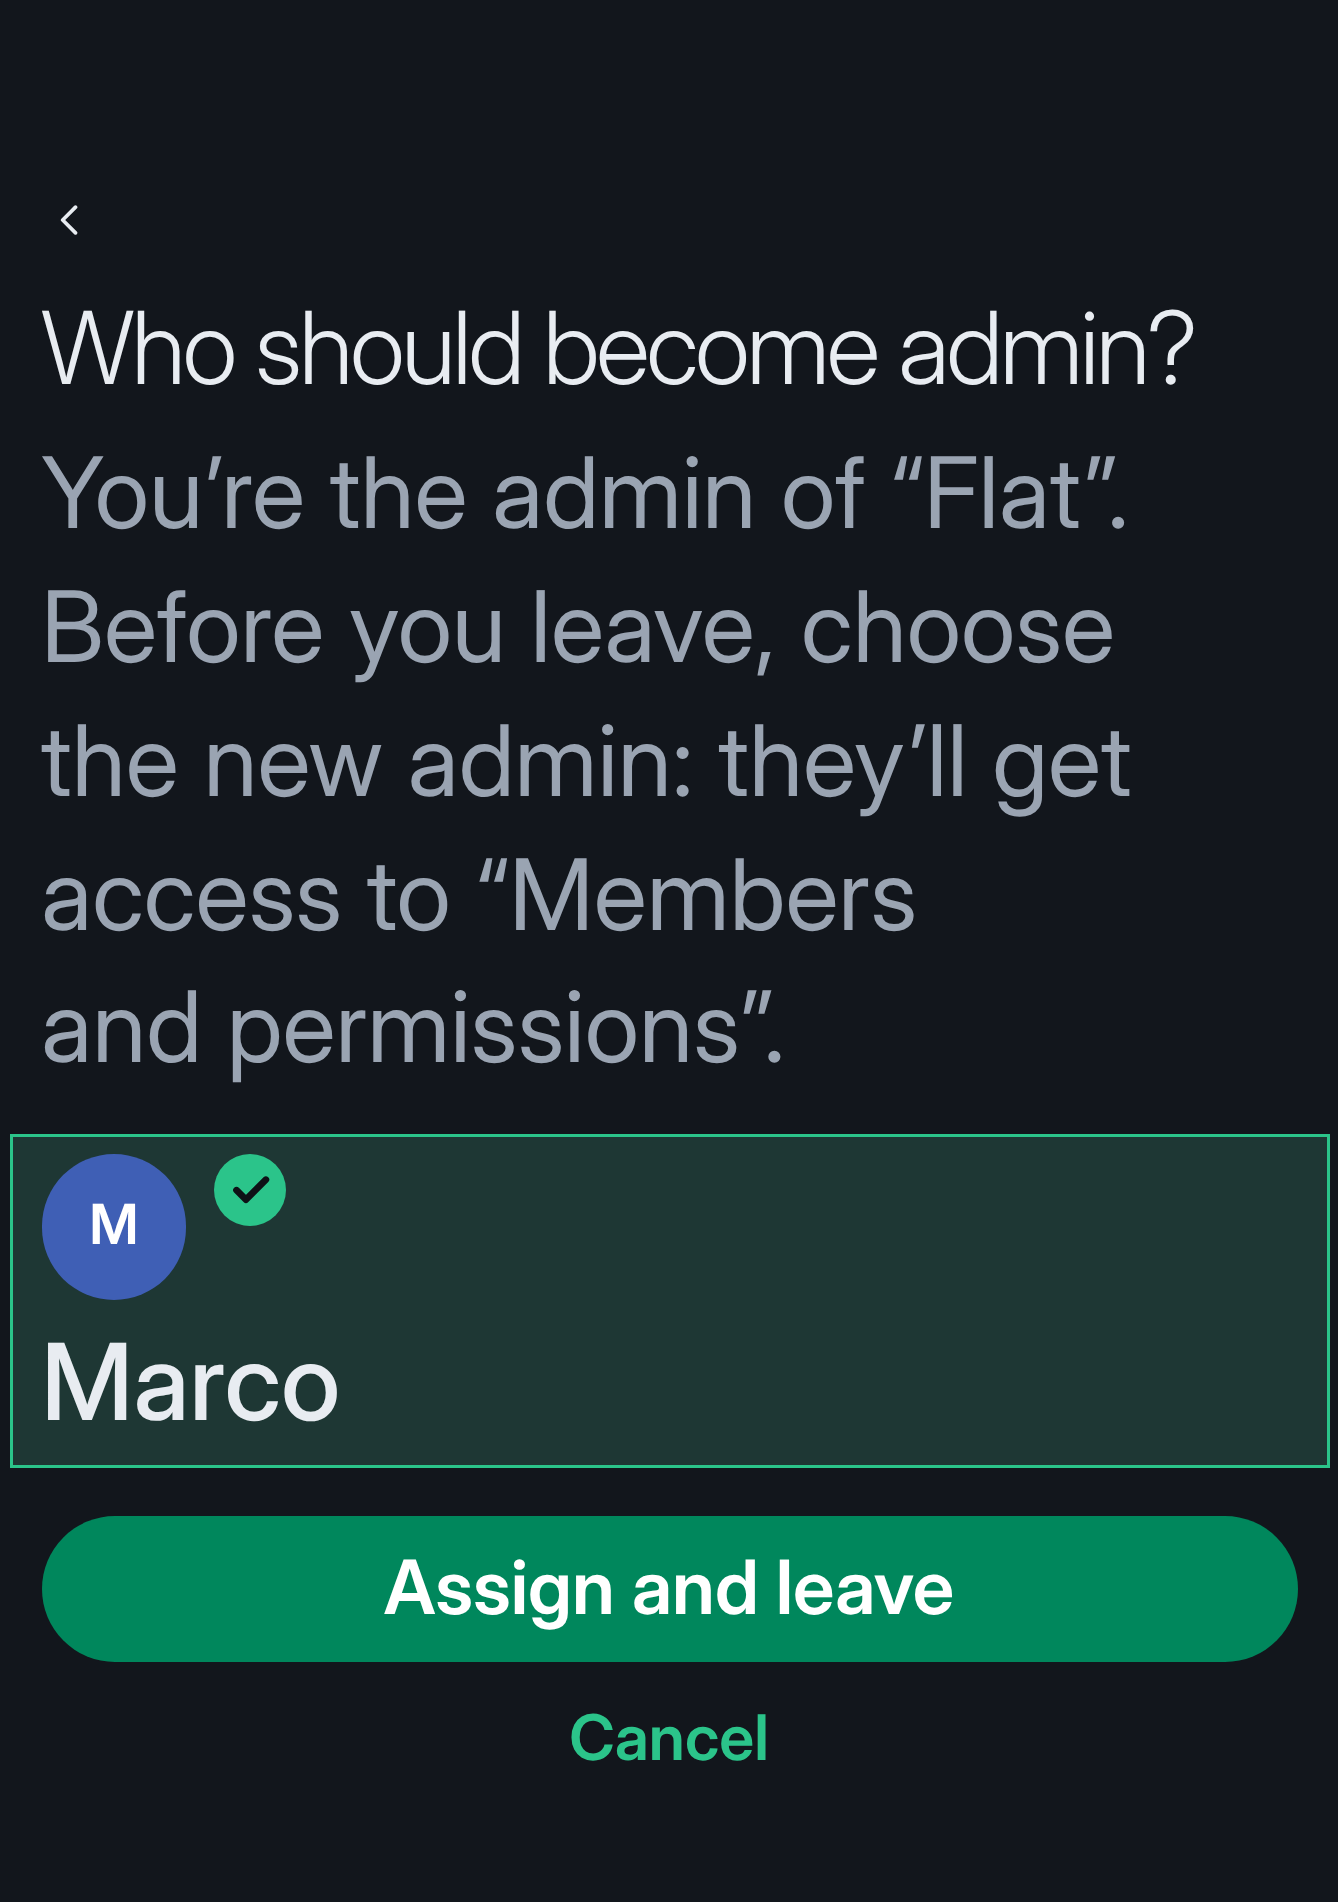 Who should become admin?
You’re the admin of “Flat”.
Before you leave, choose
the new admin: they’ll get
access to “Members
and permissions”.
M
Marco
Assign and leave
Cancel